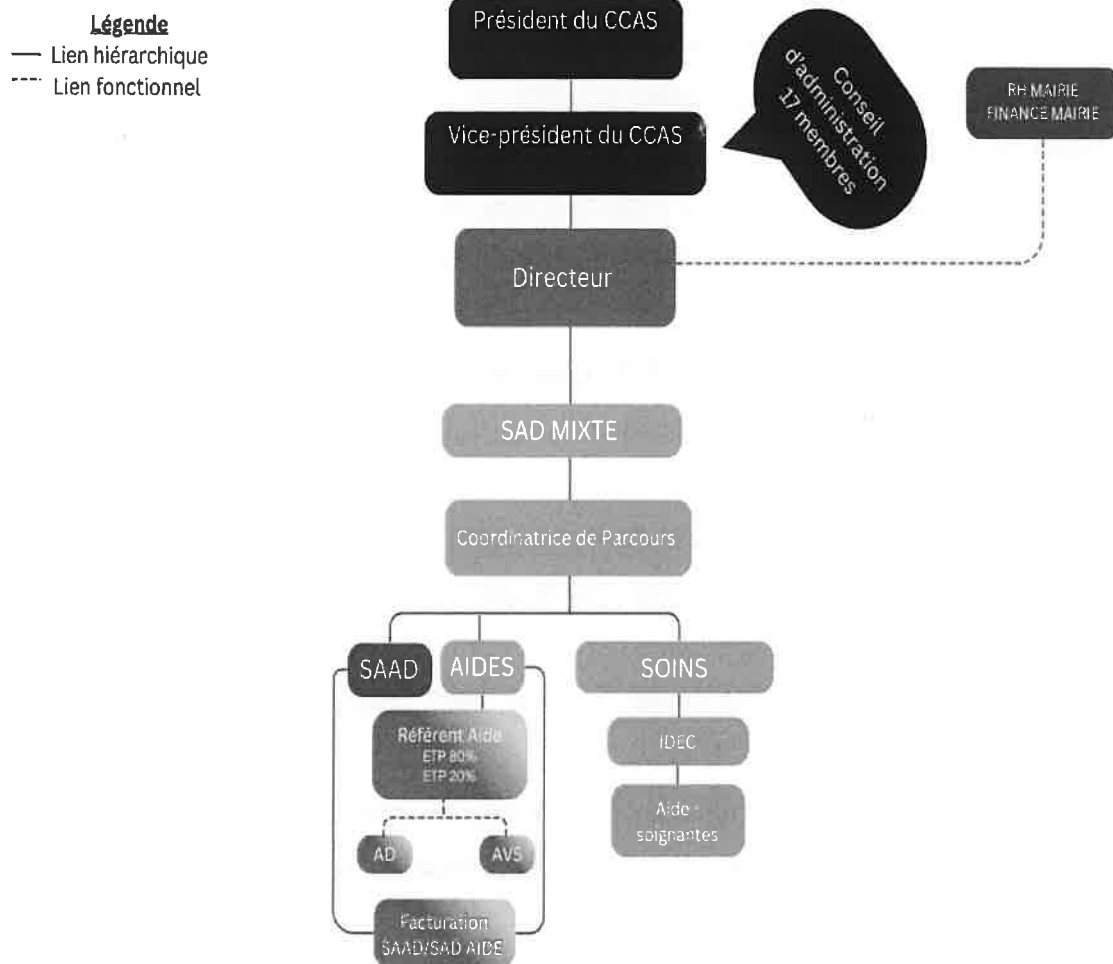 Légende
Lien hiérarchique
Lien fonctionnel
Président du CCAS
Vice-président du CCAS
Conseil
d'administration
17 membres
RH MAIRIE
FINANCE MAIRIE
Directeur
SAD MIXTE
Coordinatrice de Parcours
SAAD
AIDES
SOINS
Référent Aide
ETP 80%
ETP 20%
IDEC
Aide -
soignantes
AD
AVS
Facturation
SAAD/SAD AIDE